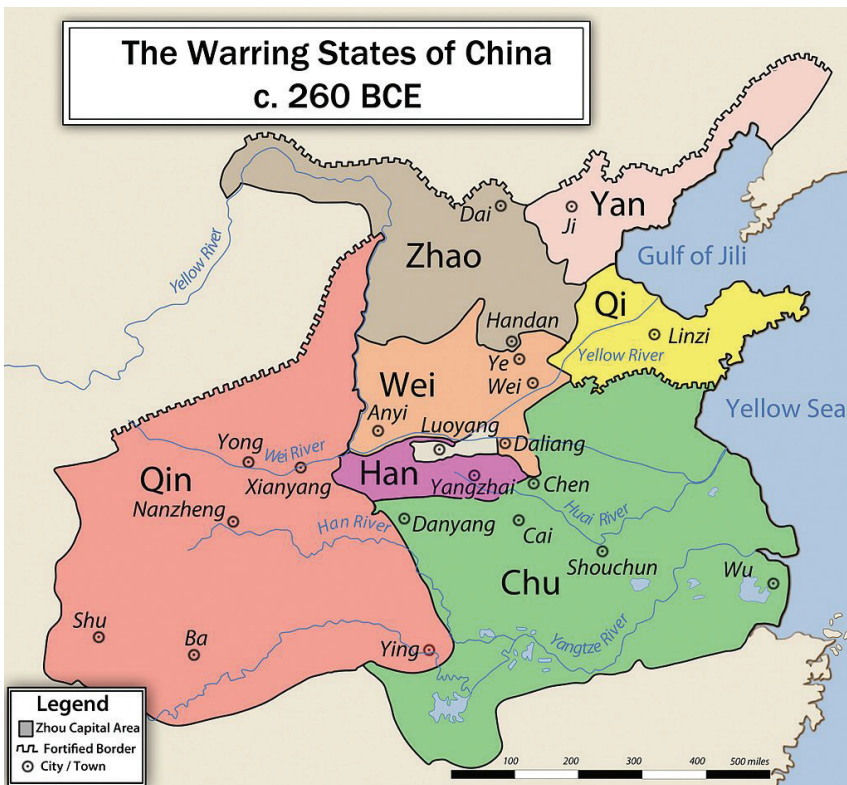 The Warring States of China
c. 260 BCE
Yan
Dai
Ji
Zhao
Gulf of Jili
Yellow River
Qi
Handan
Linzi
Ye
Yellow River
Wei
Wei
Anyi
Luoyang
Yellow Sea
Daliang
Yong
Wei River
Han
Qin
Xianyang
Yangzhai
Chen
Nanzheng
Han River
Danyang
Cai
Huai River
Shouchun
Chu
Wu
Shu
Ba
Ying
Yangtze River
Legend
Zhou Capital Area
Fortified Border
City / Town
100 200 300 400 500 miles